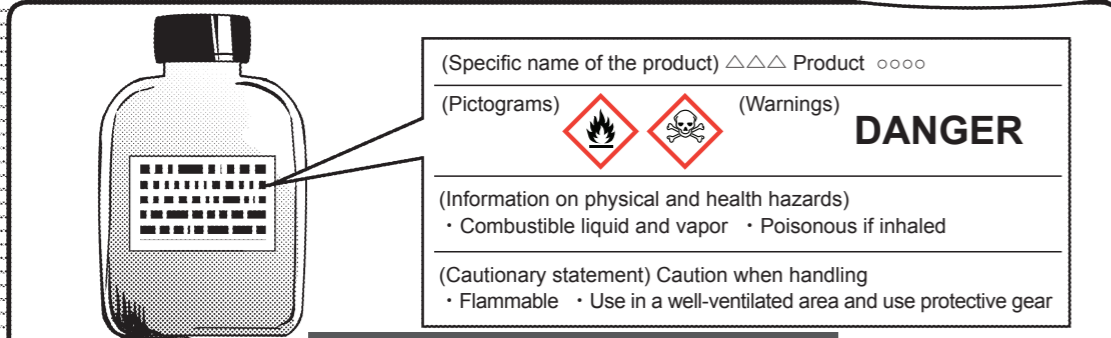 (Specific name of the product) △△△ Product ○○○○
(Pictograms)
(Warnings)
DANGER
(Information on physical and health hazards)
・Combustible liquid and vapor ・Poisonous if inhaled
(Cautionary statement) Caution when handling
・Flammable ・Use in a well-ventilated area and use protective gear